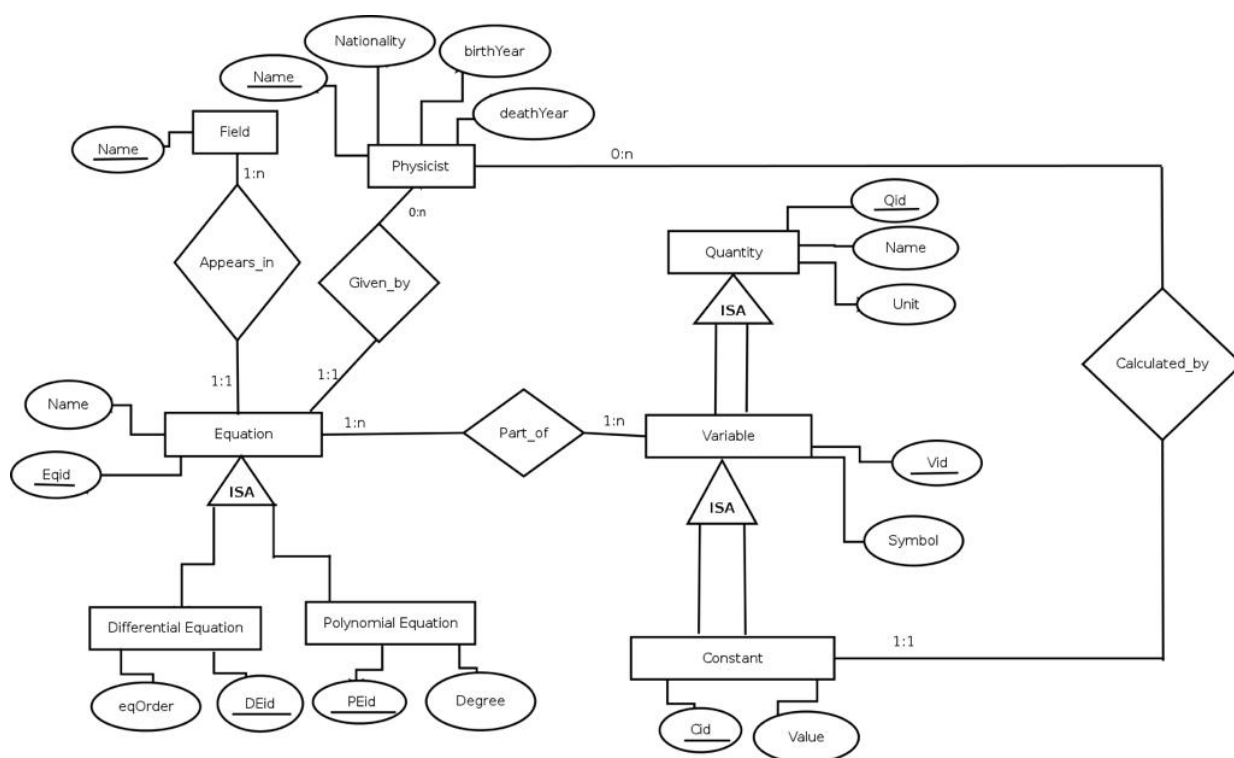 Nationality
birthYear
Name
deathYear
Field
Name
Physicist
1:n
0:n
0:n
Qid
Quantity
Name
Appears_in
Given_by
Unit
ISA
Calculated_by
1:1
1:1
Name
1:n
1:n
Equation
Part_of
Variable
Vid
Eqid
ISA
ISA
Symbol
Differential Equation
Polynomial Equation
1:1
Constant
eqOrder
DEid
PEid
Degree
Cid
Value